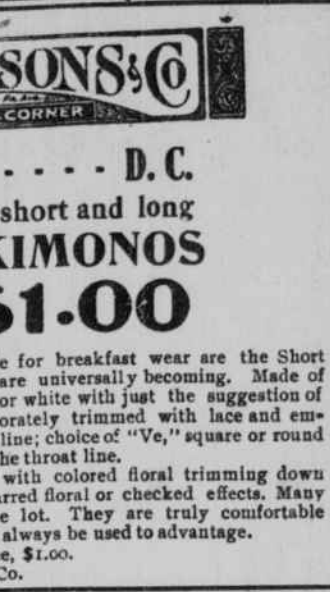 SONS & Co
CORNER
- - - - D. C.
short and long
KIMONOS
$1.00
e for breakfast wear are the Short
are universally becoming. Made of
or white with just the suggestion of
orately trimmed with lace and em-
line; choice of "Ve," square or round
he throat line.
with colored floral trimming down
rred floral or checked effects. Many
e lot. They are truly comfortable
always be used to advantage.
e, $1.00.
Co.